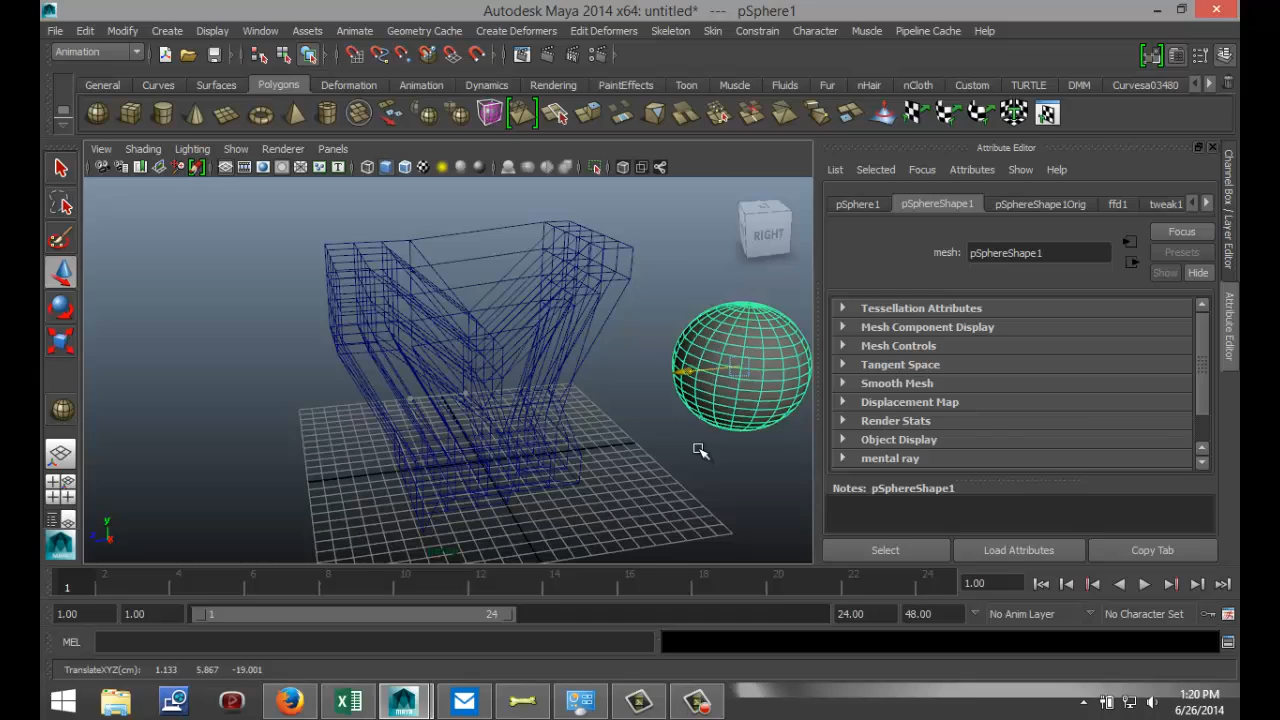 Autodesk Maya 2014 x64: untitled* --- pSphere1
File Edit Modify Create Display Window Assets Animate Geometry Cache Create Deformers Edit Deformers Skeleton Skin Constrain Character Muscle Pipeline Cache Help
Animation
General Curves Surfaces Polygons Deformation Animation Dynamics Rendering PaintEffects Toon Muscle Fluids Fur nHair nCloth Custom TURTLE DMM Curvesa03480
View Shading Lighting Show Renderer Panels
Attribute Editor
List Selected Focus Attributes Show Help
pSphere1 pSphereShape1 pSphereShape1Orig ffd1 tweak1
Focus
mesh: pSphereShape1
Presets
Show Hide
RIGHT
Channel Box / Layer Editor
Attribute Editor
Tessellation Attributes
Mesh Component Display
Mesh Controls
Tangent Space
Smooth Mesh
Displacement Map
Render Stats
Object Display
mental ray
Notes: pSphereShape1
Select Load Attributes Copy Tab
y
1 2 4 6 8 10 12 14 16 18 20 22 24 1.00
1.00 1.00 1 24 24.00 48.00 No Anim Layer No Character Set
MEL
TranslateXYZ(cm): 1.133 5.867 -19.001
1:20 PM
6/26/2014